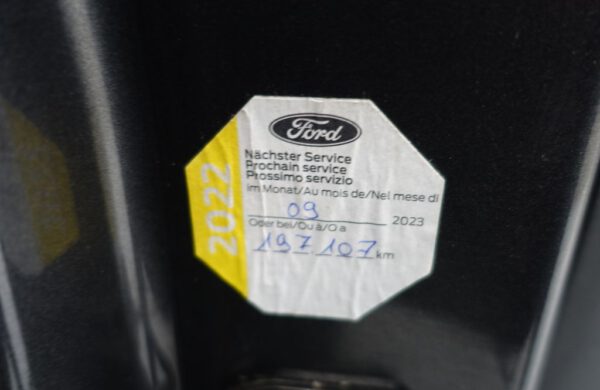 Ford
2022
Nächster Service
Prochain service
Prossimo servizio
im Monat/Au mois de/Nel mese di
09 2023
Oder bei/Ou à/O a
197.107 km